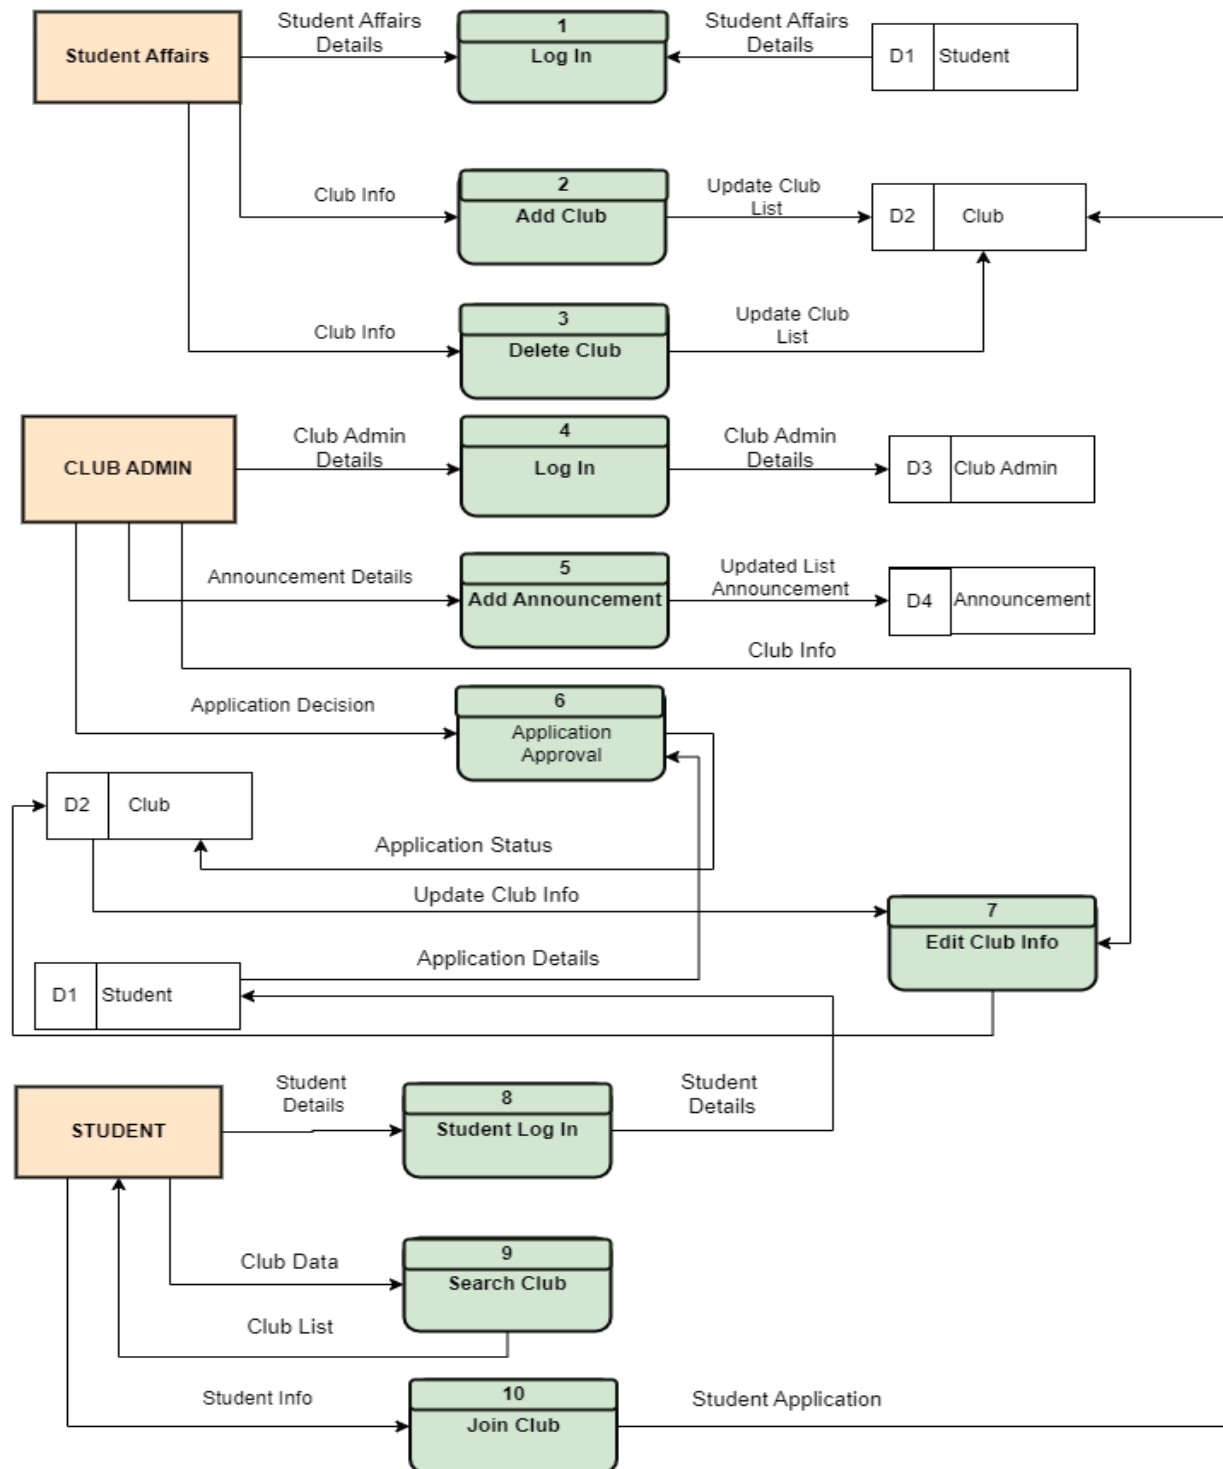 1
Student Affairs
Details
Student Affairs
Details
Student Affairs
Log In
D1
Student
2
Club Info
Update Club
List
Add Club
D2
Club
3
Club Info
Update Club
List
Delete Club
4
Club Admin
Details
Club Admin
Details
CLUB ADMIN
Log In
D3
Club Admin
5
Announcement Details
Updated List
Announcement
Add Announcement
D4
Announcement
Club Info
6
Application Decision
Application
Approval
D2
Club
Application Status
Update Club Info
7
Edit Club Info
Application Details
D1
Student
Student
Details
Student
Details
8
STUDENT
Student Log In
9
Club Data
Search Club
Club List
10
Student Info
Student Application
Join Club